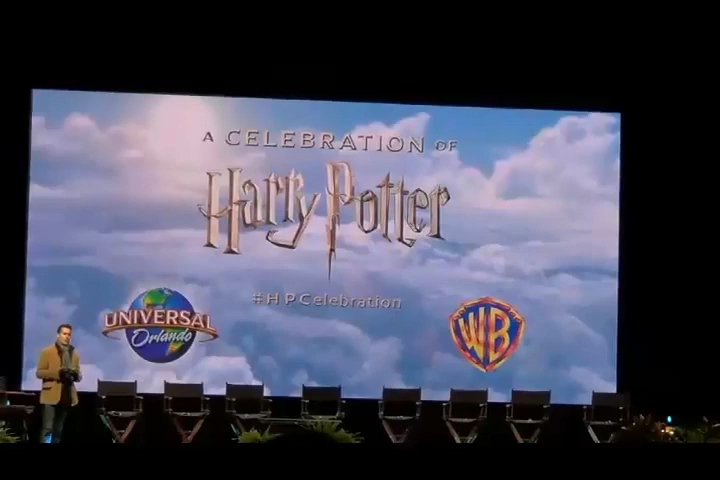 A CELEBRATION OF
Harry Potter
#HPCelebration
UNIVERSAL
Orlando
WB